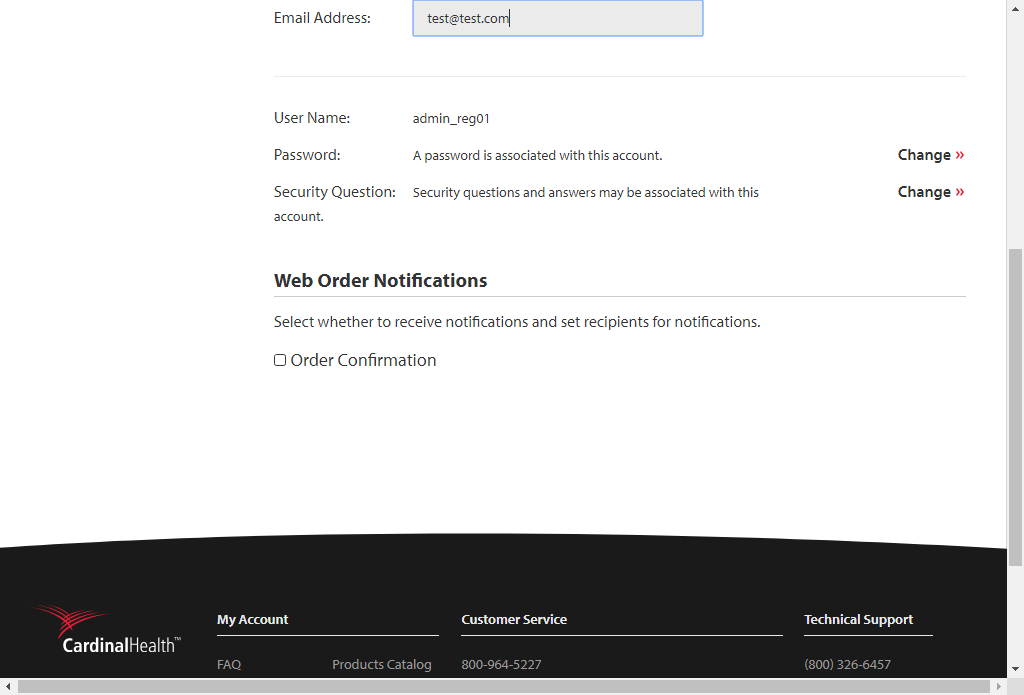 Email Address: test@test.com
User Name: admin_reg01
Password: A password is associated with this account. Change »
Security Question: Security questions and answers may be associated with this Change »
account.
Web Order Notifications
Select whether to receive notifications and set recipients for notifications.
Order Confirmation
CardinalHealth™
My Account Customer Service Technical Support
FAQ Products Catalog 800-964-5227 (800) 326-6457